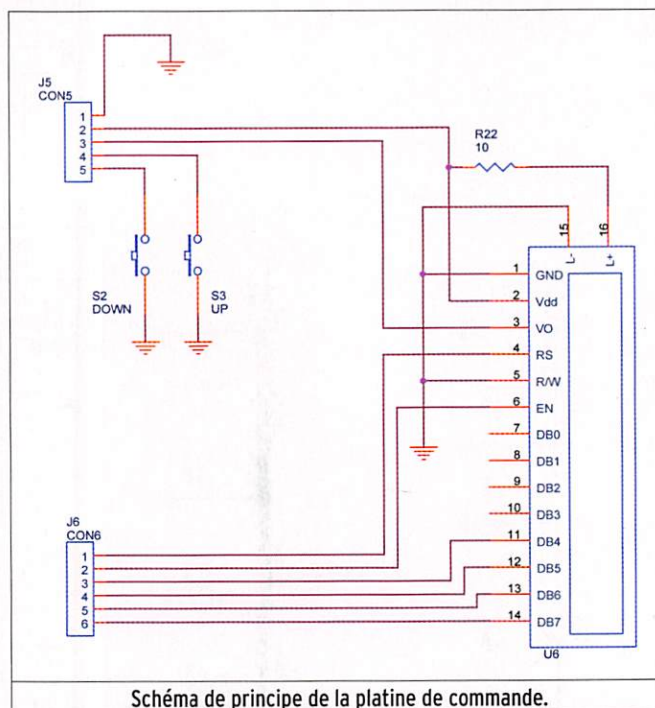 J5
CON5
1
2
3
4
5
R22
10
15
16
L-
L+
1 GND
2 Vdd
3 VO
4 RS
5 R/W
6 EN
7 DB0
8 DB1
9 DB2
10 DB3
11 DB4
12 DB5
13 DB6
14 DB7
U6
S2
DOWN
S3
UP
J6
CON6
1
2
3
4
5
6
Schéma de principe de la platine de commande.